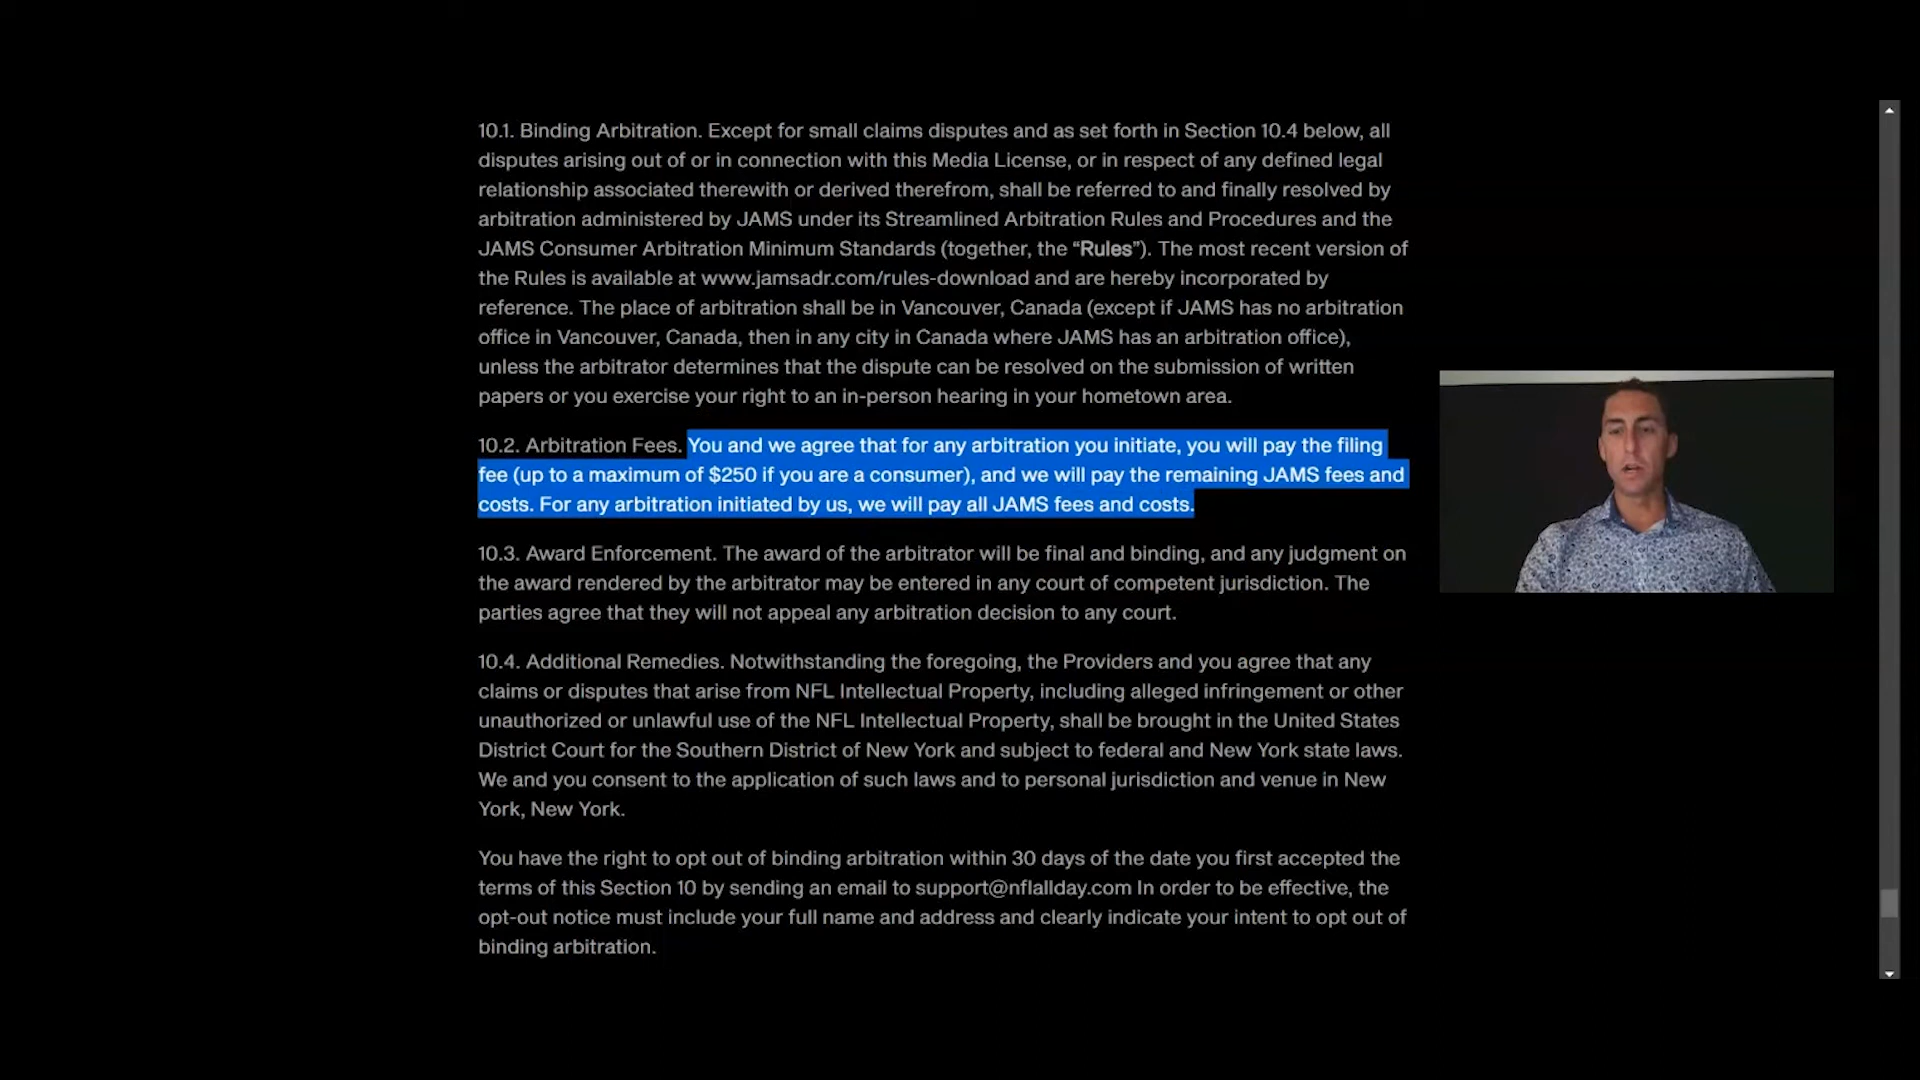 10.1. Binding Arbitration. Except for small claims disputes and as set forth in Section 10.4 below, all
disputes arising out of or in connection with this Media License, or in respect of any defined legal
relationship associated therewith or derived therefrom, shall be referred to and finally resolved by
arbitration administered by JAMS under its Streamlined Arbitration Rules and Procedures and the
JAMS Consumer Arbitration Minimum Standards (together, the “Rules”). The most recent version of
the Rules is available at www.jamsadr.com/rules-download and are hereby incorporated by
reference. The place of arbitration shall be in Vancouver, Canada (except if JAMS has no arbitration
office in Vancouver, Canada, then in any city in Canada where JAMS has an arbitration office),
unless the arbitrator determines that the dispute can be resolved on the submission of written
papers or you exercise your right to an in-person hearing in your hometown area.
10.2. Arbitration Fees. You and we agree that for any arbitration you initiate, you will pay the filing
fee (up to a maximum of $250 if you are a consumer), and we will pay the remaining JAMS fees and
costs. For any arbitration initiated by us, we will pay all JAMS fees and costs.
10.3. Award Enforcement. The award of the arbitrator will be final and binding, and any judgment on
the award rendered by the arbitrator may be entered in any court of competent jurisdiction. The
parties agree that they will not appeal any arbitration decision to any court.
10.4. Additional Remedies. Notwithstanding the foregoing, the Providers and you agree that any
claims or disputes that arise from NFL Intellectual Property, including alleged infringement or other
unauthorized or unlawful use of the NFL Intellectual Property, shall be brought in the United States
District Court for the Southern District of New York and subject to federal and New York state laws.
We and you consent to the application of such laws and to personal jurisdiction and venue in New
York, New York.
You have the right to opt out of binding arbitration within 30 days of the date you first accepted the
terms of this Section 10 by sending an email to support@nflallday.com In order to be effective, the
opt-out notice must include your full name and address and clearly indicate your intent to opt out of
binding arbitration.